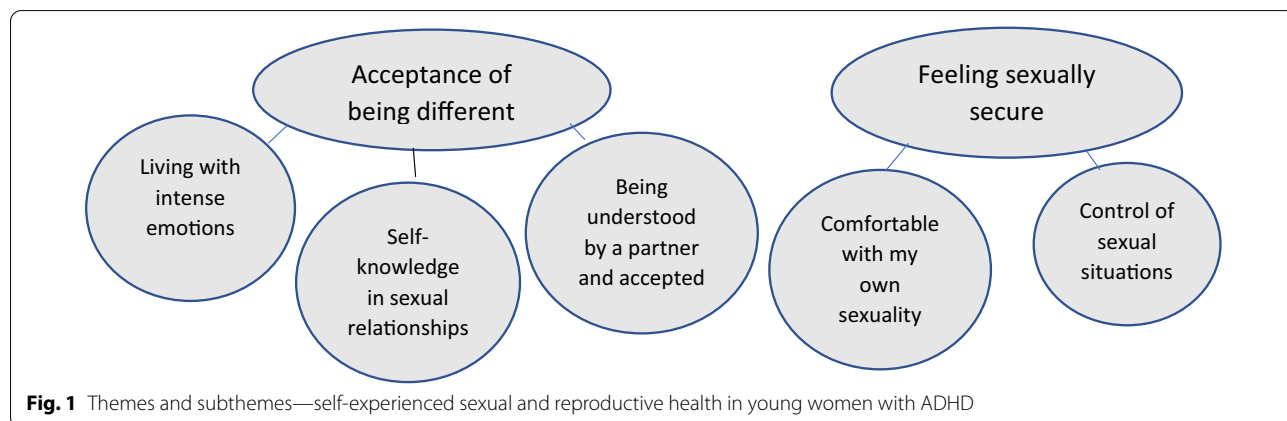 Acceptance of
being different
Living with
intense
emotions
Self-
knowledge
in sexual
relationships
Being
understood
by a partner
and accepted
Feeling sexually
secure
Comfortable
with my
own
sexuality
Control of
sexual
situations
Fig. 1 Themes and subthemes—self-experienced sexual and reproductive health in young women with ADHD